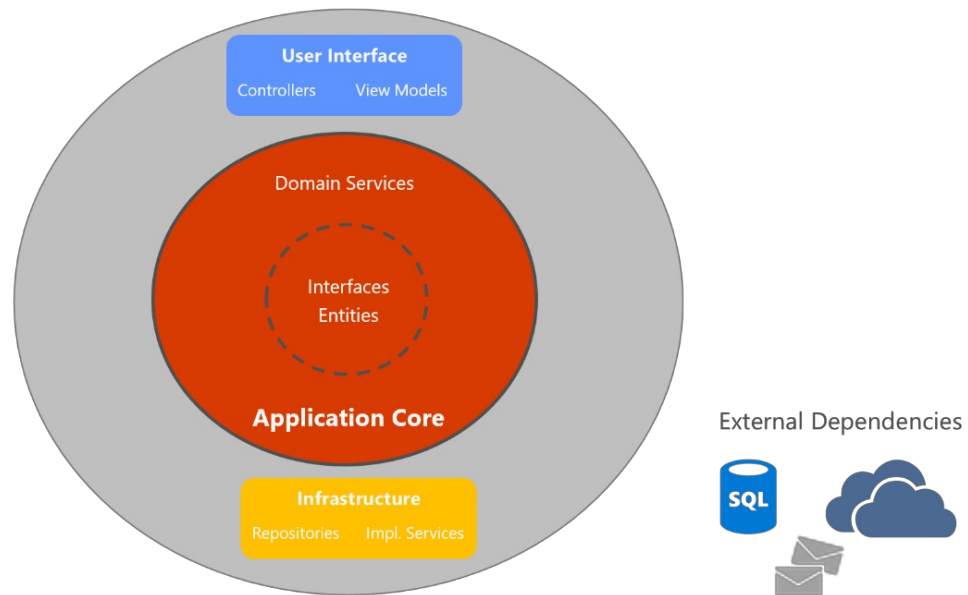 User Interface
Controllers View Models
Domain Services
Interfaces
Entities
Application Core
Infrastructure
Repositories Impl. Services
External Dependencies
SQL